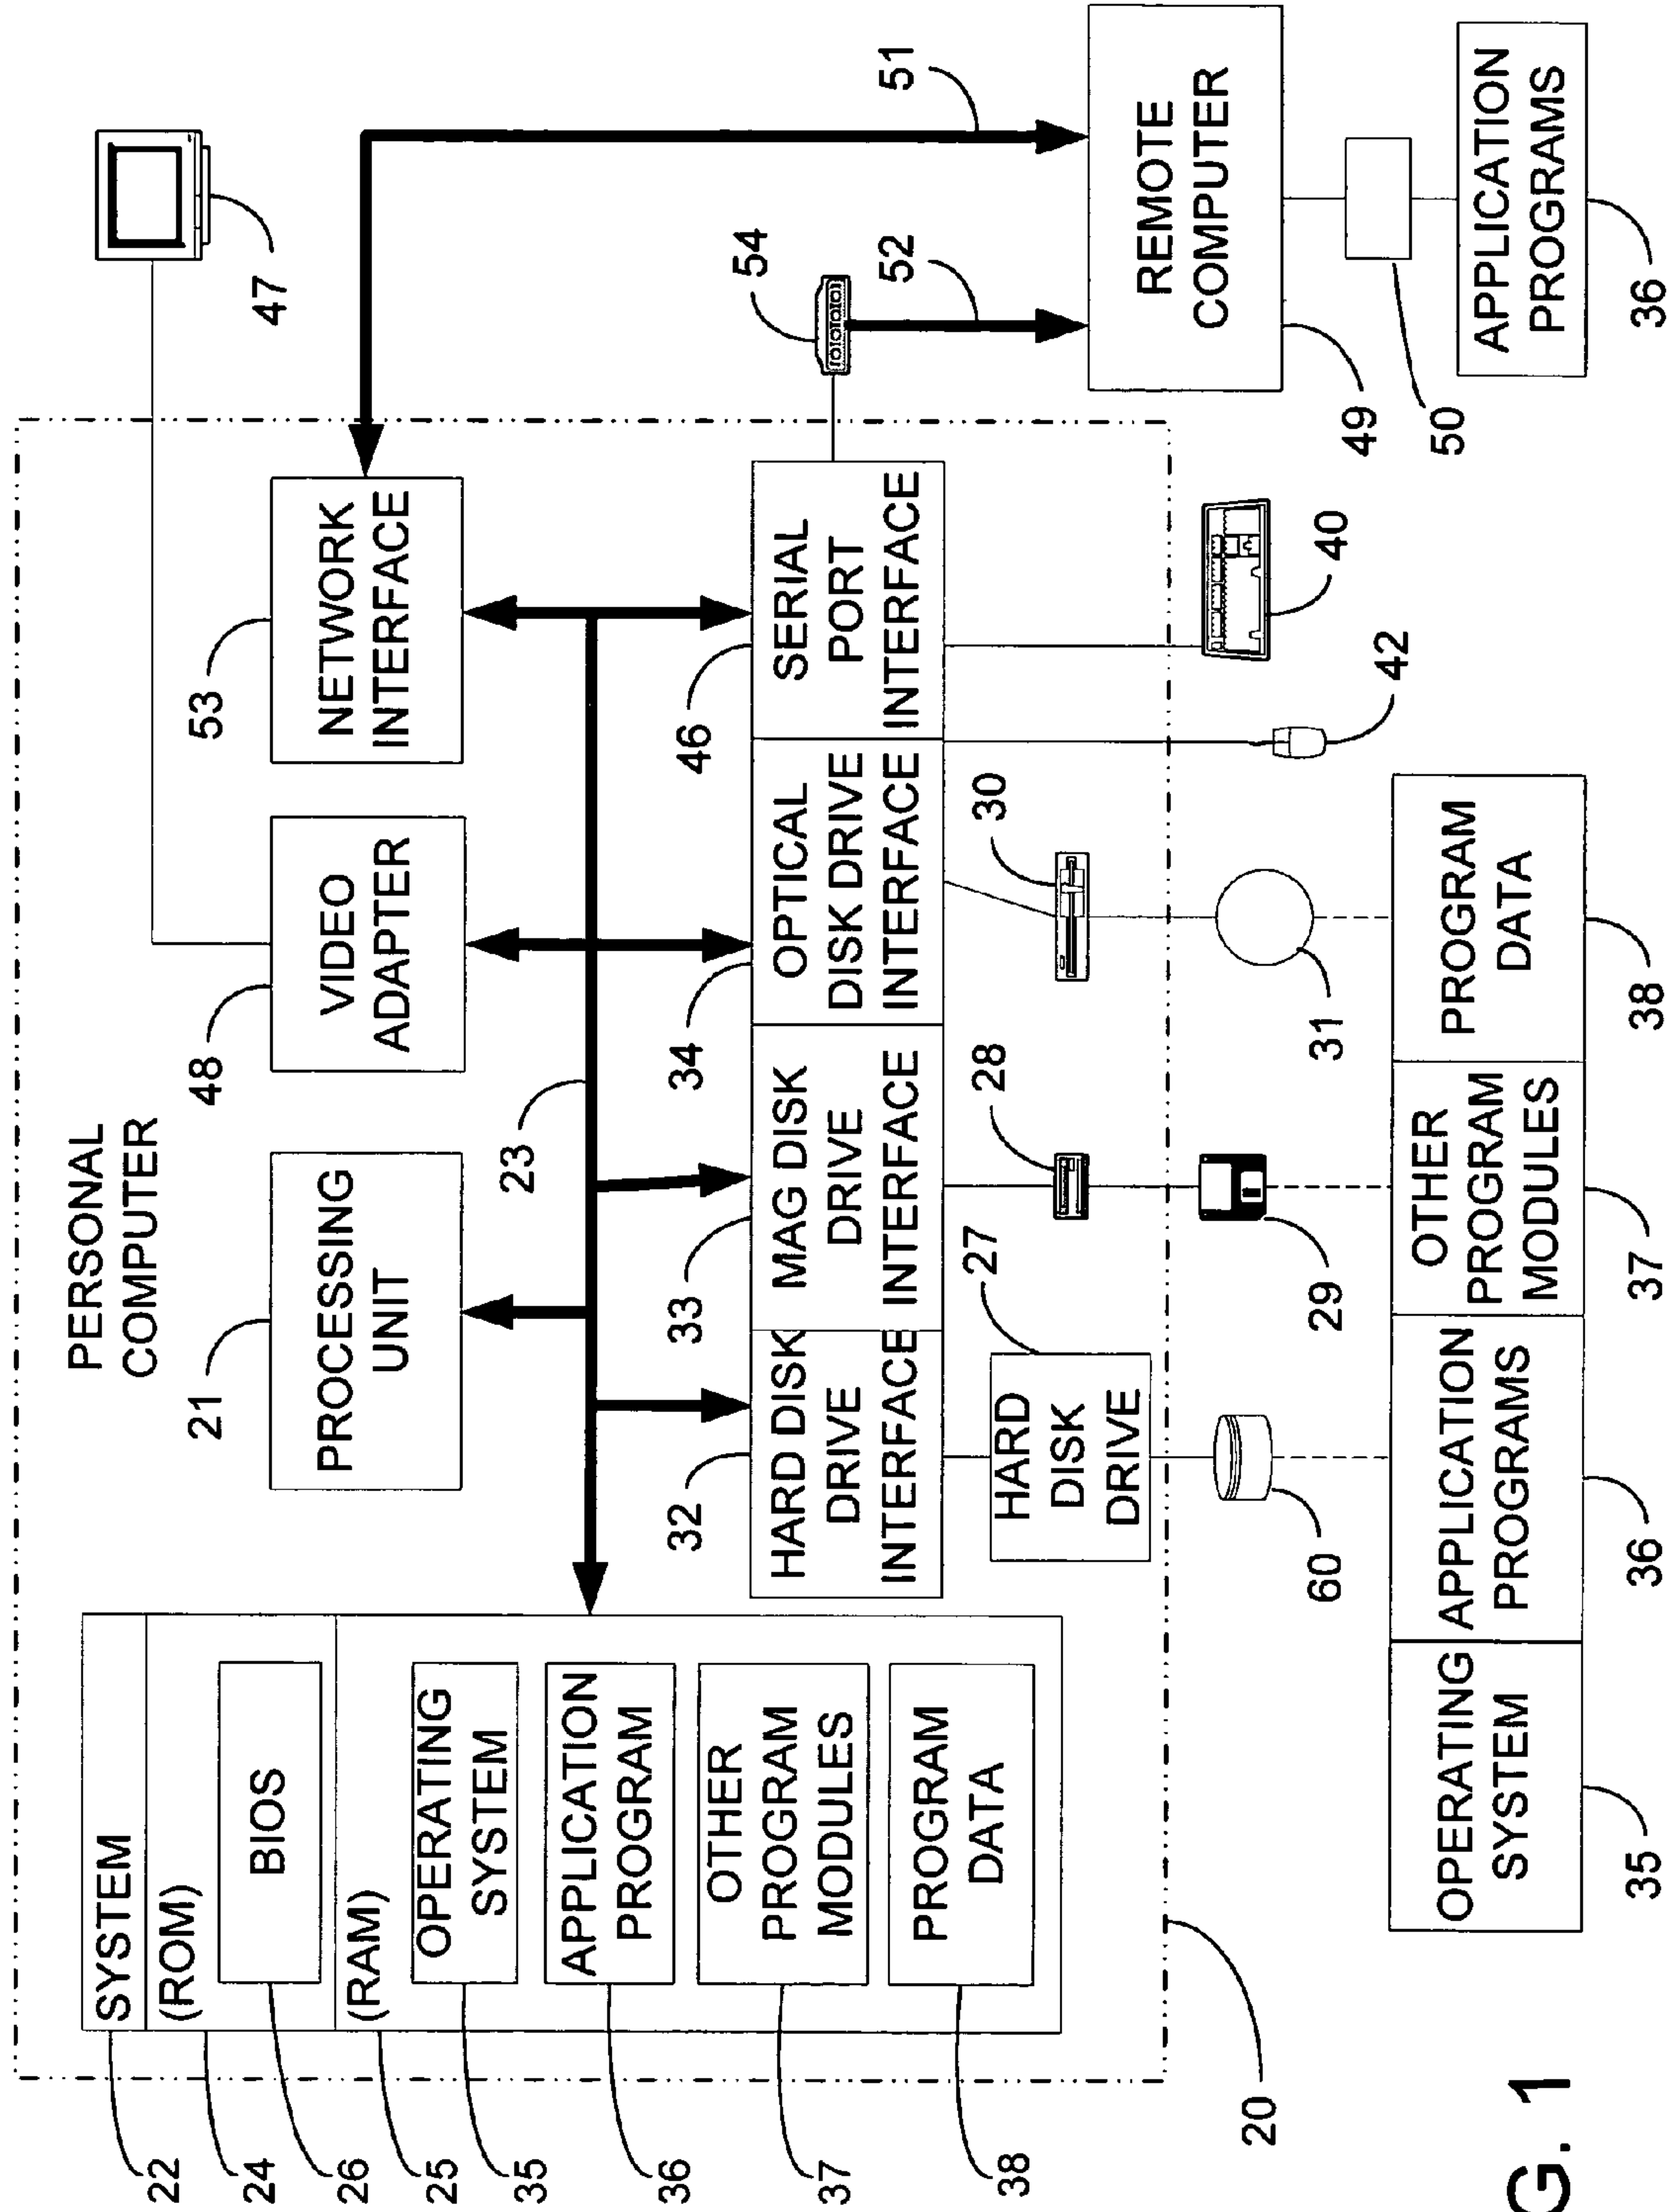 PERSONAL
COMPUTER
22
SYSTEM
24
(ROM)
26
BIOS
25
(RAM)
35
OPERATING
SYSTEM
36
APPLICATION
PROGRAM
37
OTHER
PROGRAM
MODULES
38
PROGRAM
DATA
21
PROCESSING
UNIT
48
VIDEO
ADAPTER
53
NETWORK
INTERFACE
47
23
32
HARD DISK
DRIVE
INTERFACE
33
MAG DISK
DRIVE
INTERFACE
34
OPTICAL
DISK DRIVE
INTERFACE
46
SERIAL
PORT
INTERFACE
54
52
51
27
HARD
DISK
DRIVE
28
30
60
29
31
42
40
20
REMOTE
COMPUTER
49
50
APPLICATION
PROGRAMS
36
OPERATING
SYSTEM
35
APPLICATION
PROGRAMS
36
OTHER
PROGRAM
MODULES
37
PROGRAM
DATA
38
G. 1